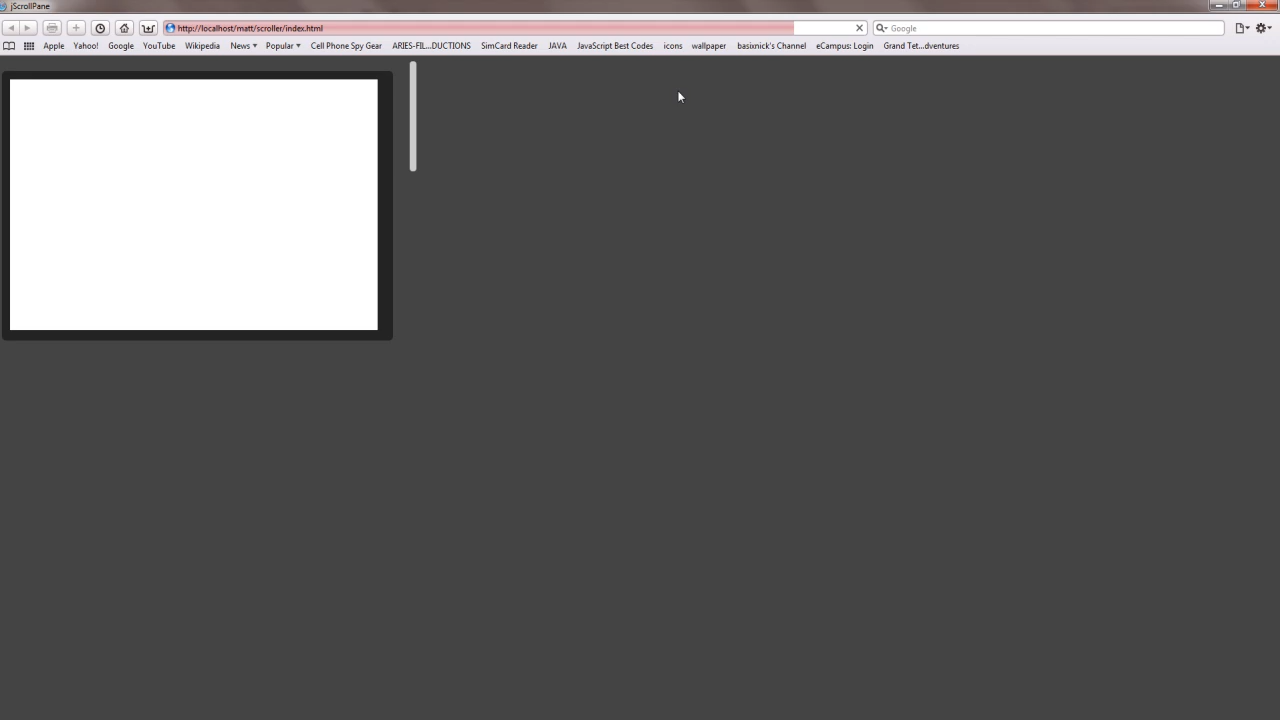 jScrollPane
http://localhost/matt/scroller/index.html
Google
Apple Yahoo! Google YouTube Wikipedia News Popular Cell Phone Spy Gear ARIES-FIL...DUCTIONS SimCard Reader JAVA JavaScript Best Codes icons wallpaper basixnick's Channel eCampus: Login Grand Tet...dventures